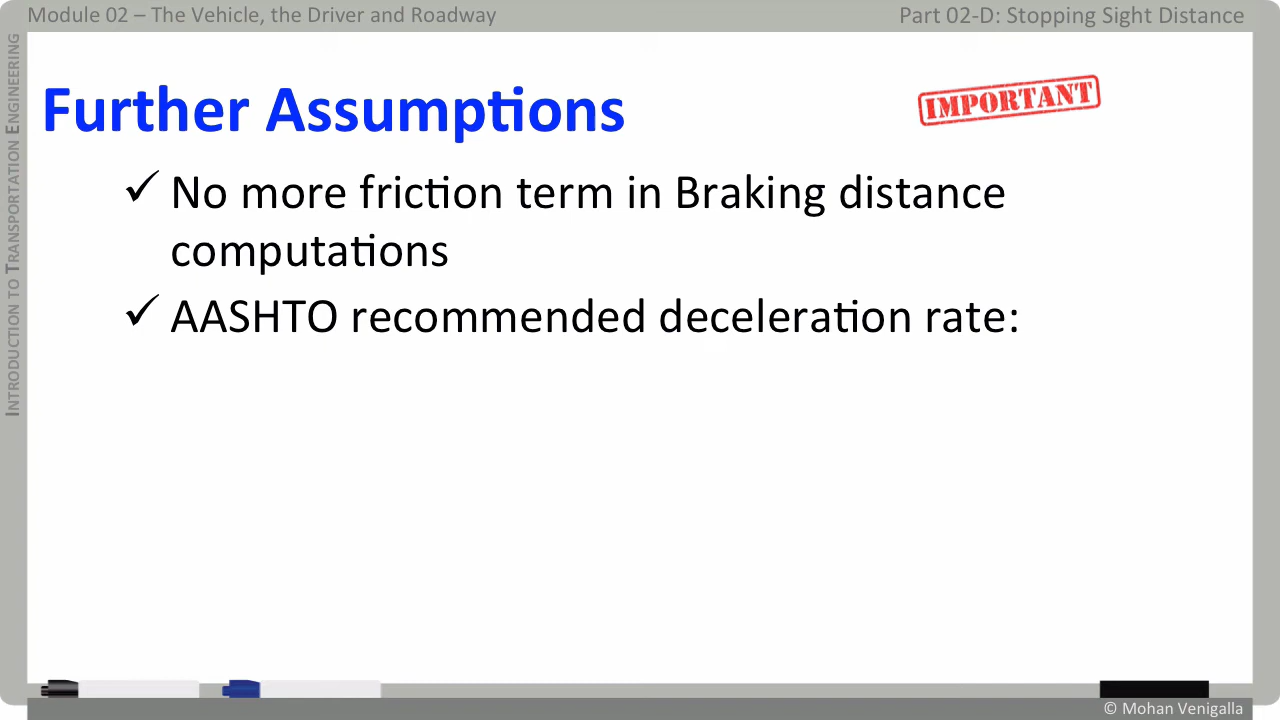 Module 02 – The Vehicle, the Driver and Roadway
Part 02-D: Stopping Sight Distance
INTRODUCTION TO TRANSPORTATION ENGINEERING
Further Assumptions
IMPORTANT
✓ No more friction term in Braking distance
computations
✓ AASHTO recommended deceleration rate:
© Mohan Venigalla